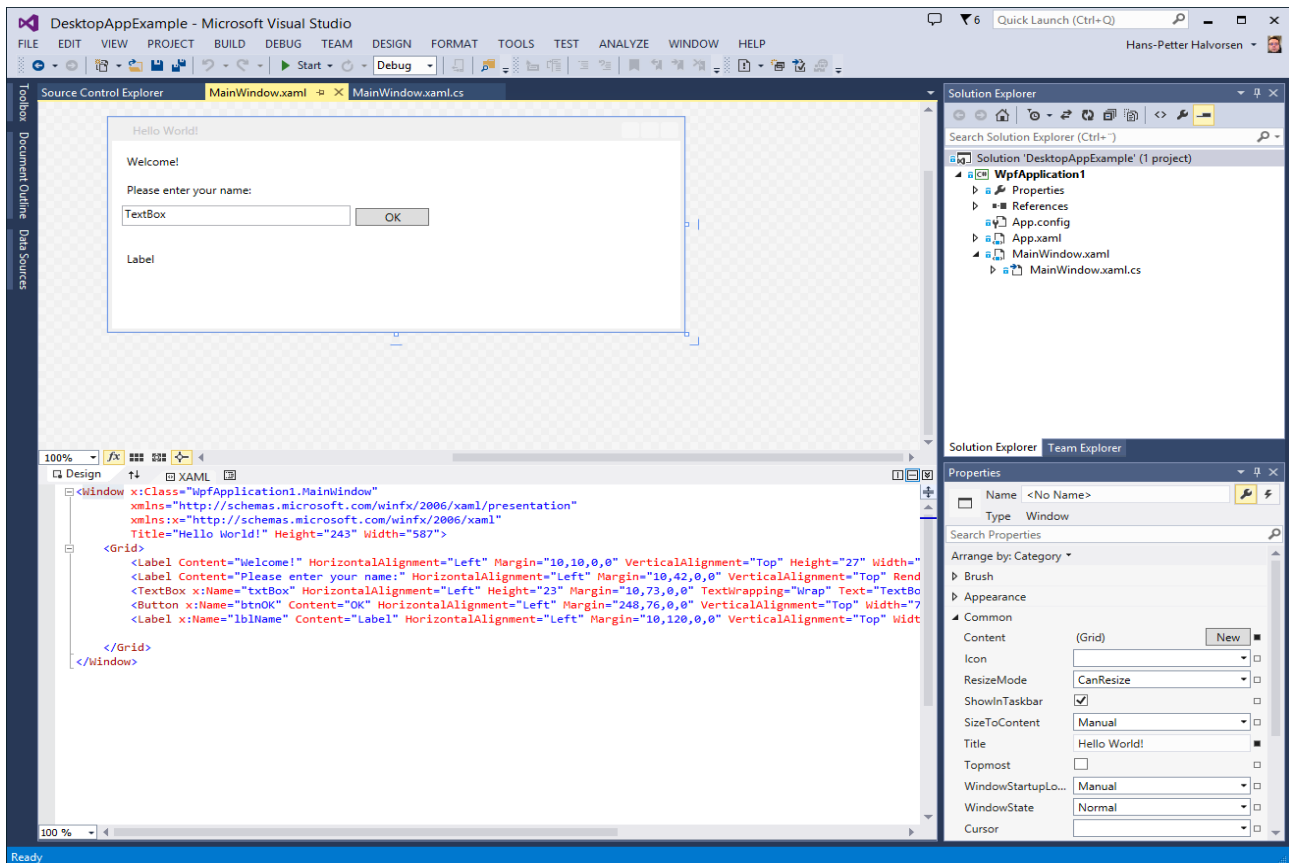 DesktopAppExample - Microsoft Visual Studio
6
Quick Launch (Ctrl+Q)
FILE EDIT VIEW PROJECT BUILD DEBUG TEAM DESIGN FORMAT TOOLS TEST ANALYZE WINDOW HELP
Hans-Petter Halvorsen
Start
Debug
Toolbox
Document Outline
Data Sources
Source Control Explorer
MainWindow.xaml
MainWindow.xaml.cs
Hello World!
Welcome!
Please enter your name:
TextBox
OK
Label
100%
fx
Design
XAML
<Window x:Class="WpfApplication1.MainWindow"
xmlns="http://schemas.microsoft.com/winfx/2006/xaml/presentation"
xmlns:x="http://schemas.microsoft.com/winfx/2006/xaml"
Title="Hello World!" Height="243" Width="587">
<Grid>
<Label Content="Welcome!" HorizontalAlignment="Left" Margin="10,10,0,0" VerticalAlignment="Top" Height="27" Width="
<Label Content="Please enter your name:" HorizontalAlignment="Left" Margin="10,42,0,0" VerticalAlignment="Top" Rend
<TextBox x:Name="txtBox" HorizontalAlignment="Left" Height="23" Margin="10,73,0,0" TextWrapping="Wrap" Text="TextBo
<Button x:Name="btnOK" Content="OK" HorizontalAlignment="Left" Margin="248,76,0,0" VerticalAlignment="Top" Width="7
<Label x:Name="lblName" Content="Label" HorizontalAlignment="Left" Margin="10,120,0,0" VerticalAlignment="Top" Widt
</Grid>
</Window>
100 %
Ready
Solution Explorer
Search Solution Explorer (Ctrl+¨)
Solution 'DesktopAppExample' (1 project)
C# WpfApplication1
Properties
References
App.config
App.xaml
MainWindow.xaml
MainWindow.xaml.cs
Solution Explorer Team Explorer
Properties
Name <No Name>
Type Window
Search Properties
Arrange by: Category
Brush
Appearance
Common
Content (Grid) New
Icon
ResizeMode CanResize
ShowInTaskbar
SizeToContent Manual
Title Hello World!
Topmost
WindowStartupLo... Manual
WindowState Normal
Cursor